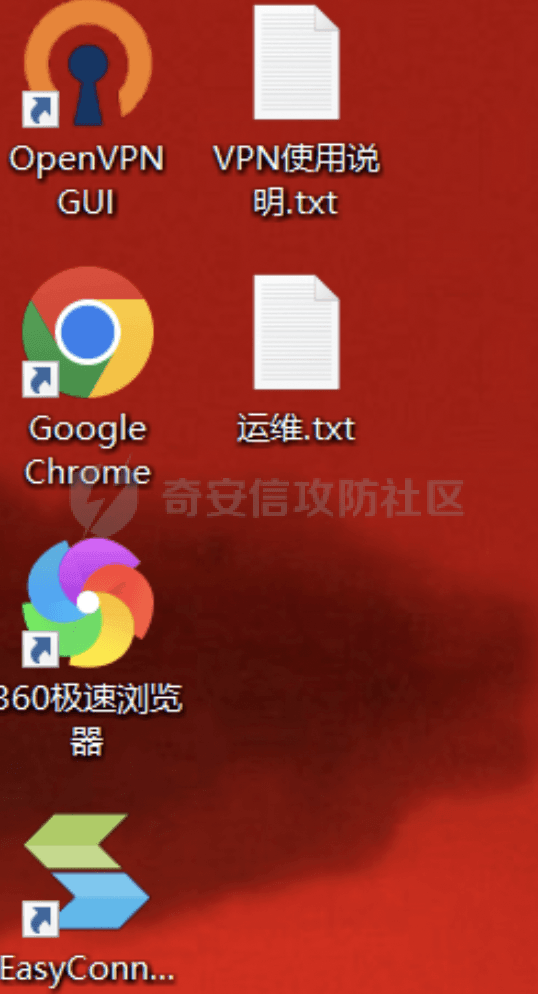 OpenVPN
GUI
VPN使用说
明.txt
Google
Chrome
运维.txt
奇安信攻防社区
360极速浏览
器
EasyConn...